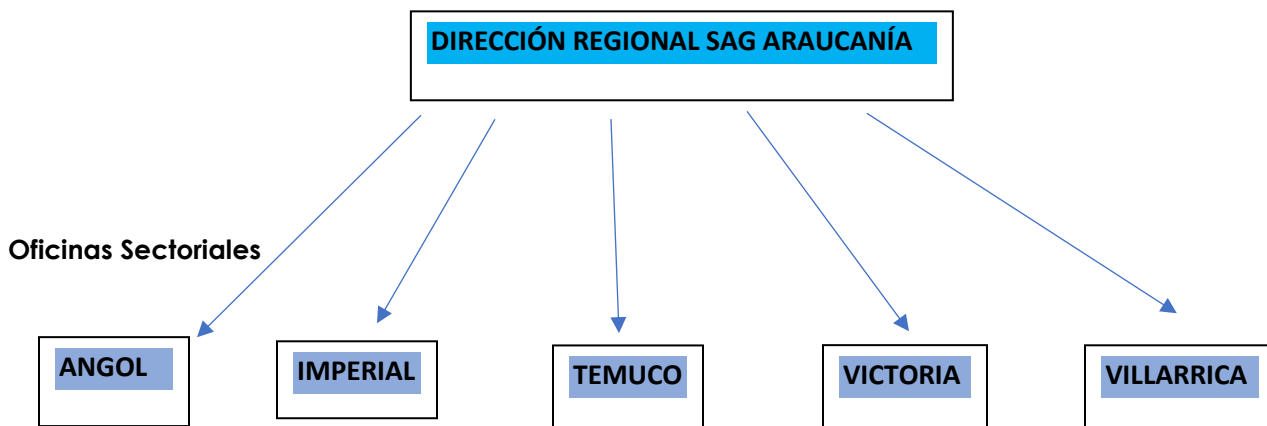 DIRECCIÓN REGIONAL SAG ARAUCANÍA
Oficinas Sectoriales
ANGOL
IMPERIAL
TEMUCO
VICTORIA
VILLARRICA